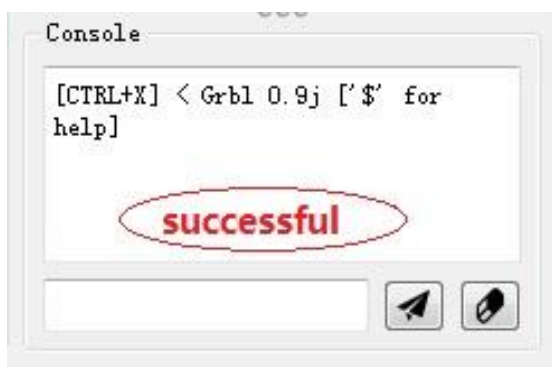 Console
[CTRL+X] < Grbl 0.9j ['$' for
help]
successful